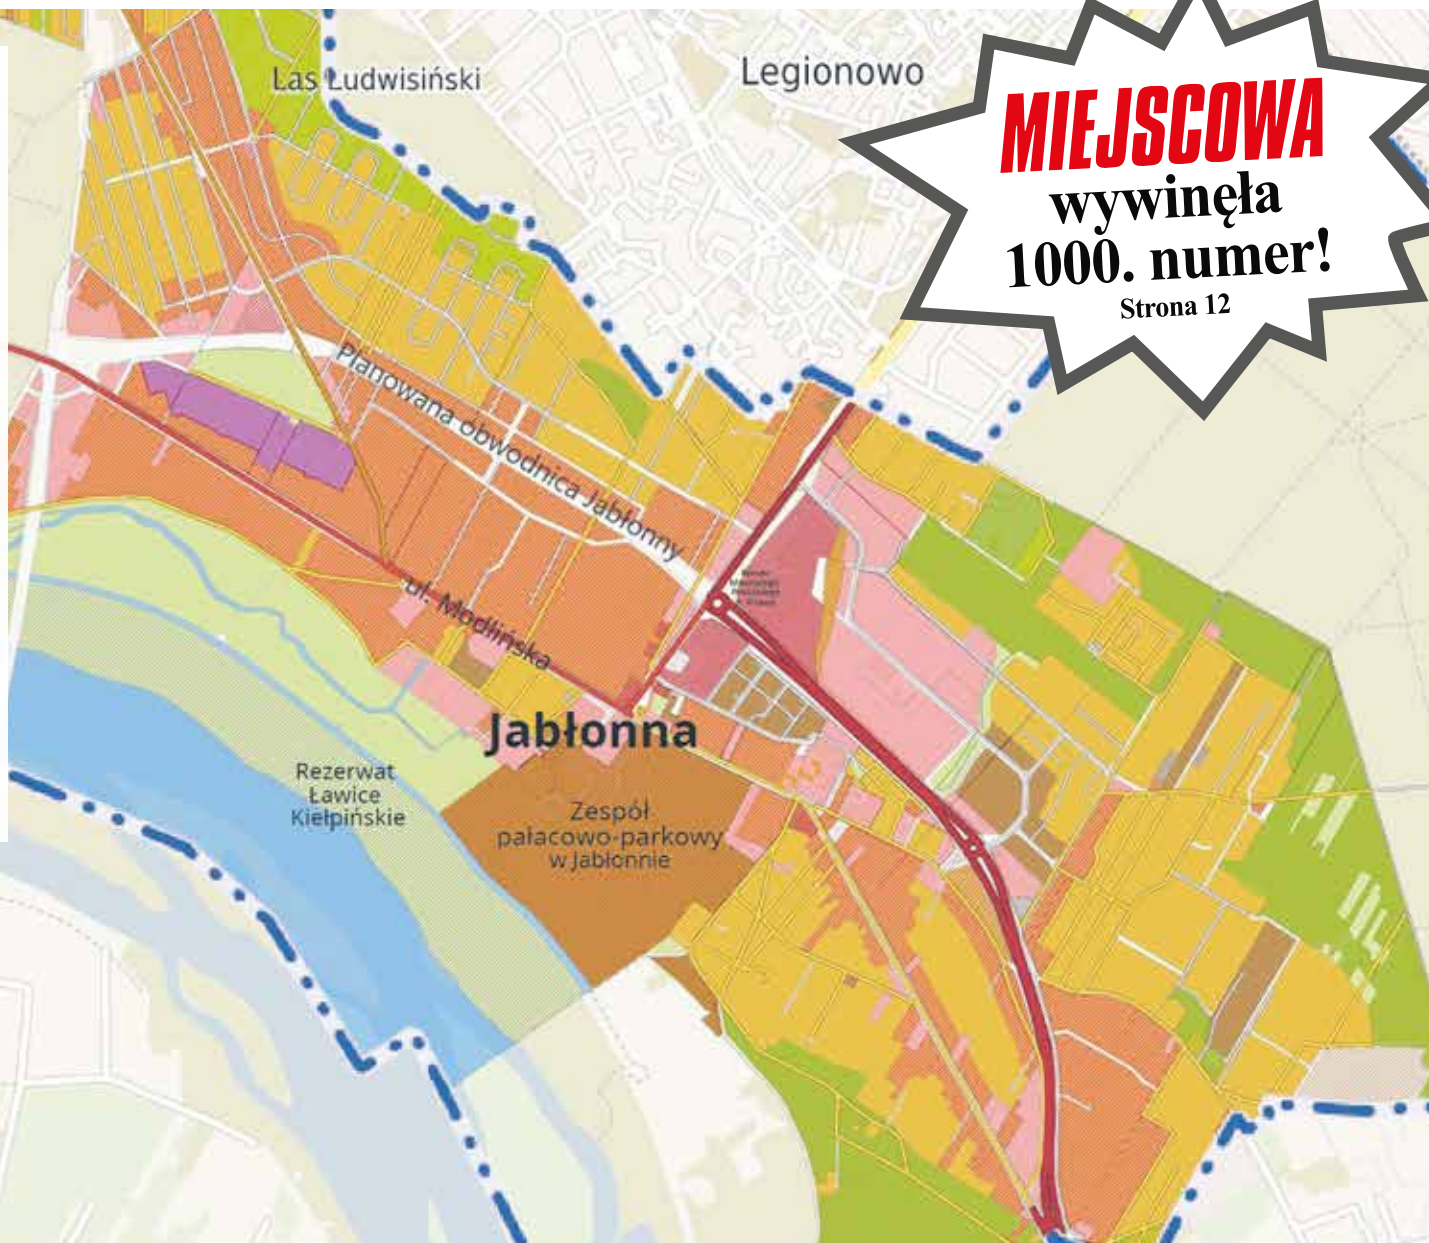 Las Ludwisiński
Legionowo
MIEJSCOWA
wywinęła
1000. numer!
Strona 12
Planowana obwodnica Jabłonny
ul. Modlińska
Jabłonna
Rezerwat
Ławice
Kiełpińskie
Zespół
pałacowo-parkowy
w Jabłonnie